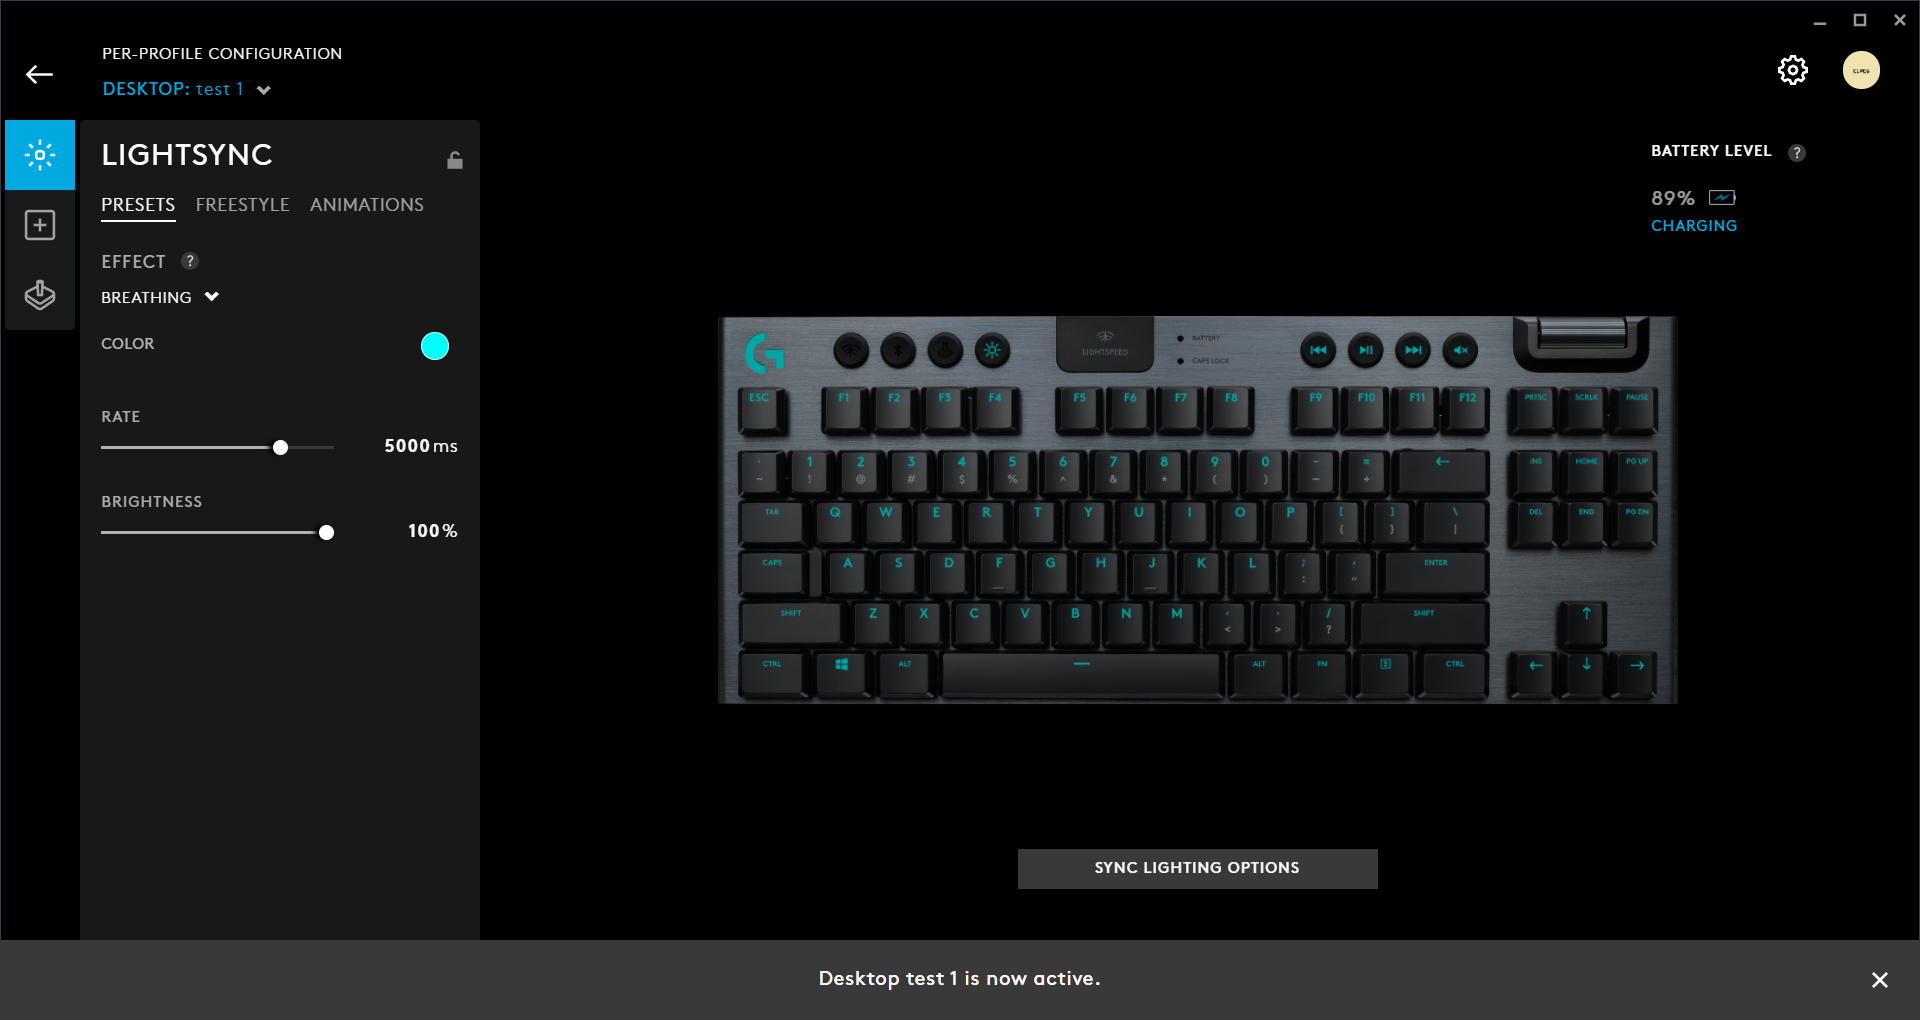 PER-PROFILE CONFIGURATION
DESKTOP: test 1
LIGHTSYNC
PRESETS FREESTYLE ANIMATIONS
EFFECT ?
BREATHING
COLOR
RATE
5000 ms
BRIGHTNESS
100 %
BATTERY LEVEL ?
89%
CHARGING
LIGHTSPEED
BATTERY
CAPS LOCK
ESC F1 F2 F3 F4 F5 F6 F7 F8 F9 F10 F11 F12 PRTSC SCRLK PAUSE
` 1 2 3 4 5 6 7 8 9 0 - = ← INS HOME PG UP
~ ! @ # $ % ^ & * ( ) — +
TAB Q W E R T Y U I O P [ ] \ DEL END PG DN
{ } |
CAPS A S D F G H J K L ; ' ENTER
: "
SHIFT Z X C V B N M , . / SHIFT ↑
< > ?
CTRL ALT — ALT FN CTRL ← ↓ →
SYNC LIGHTING OPTIONS
Desktop test 1 is now active.